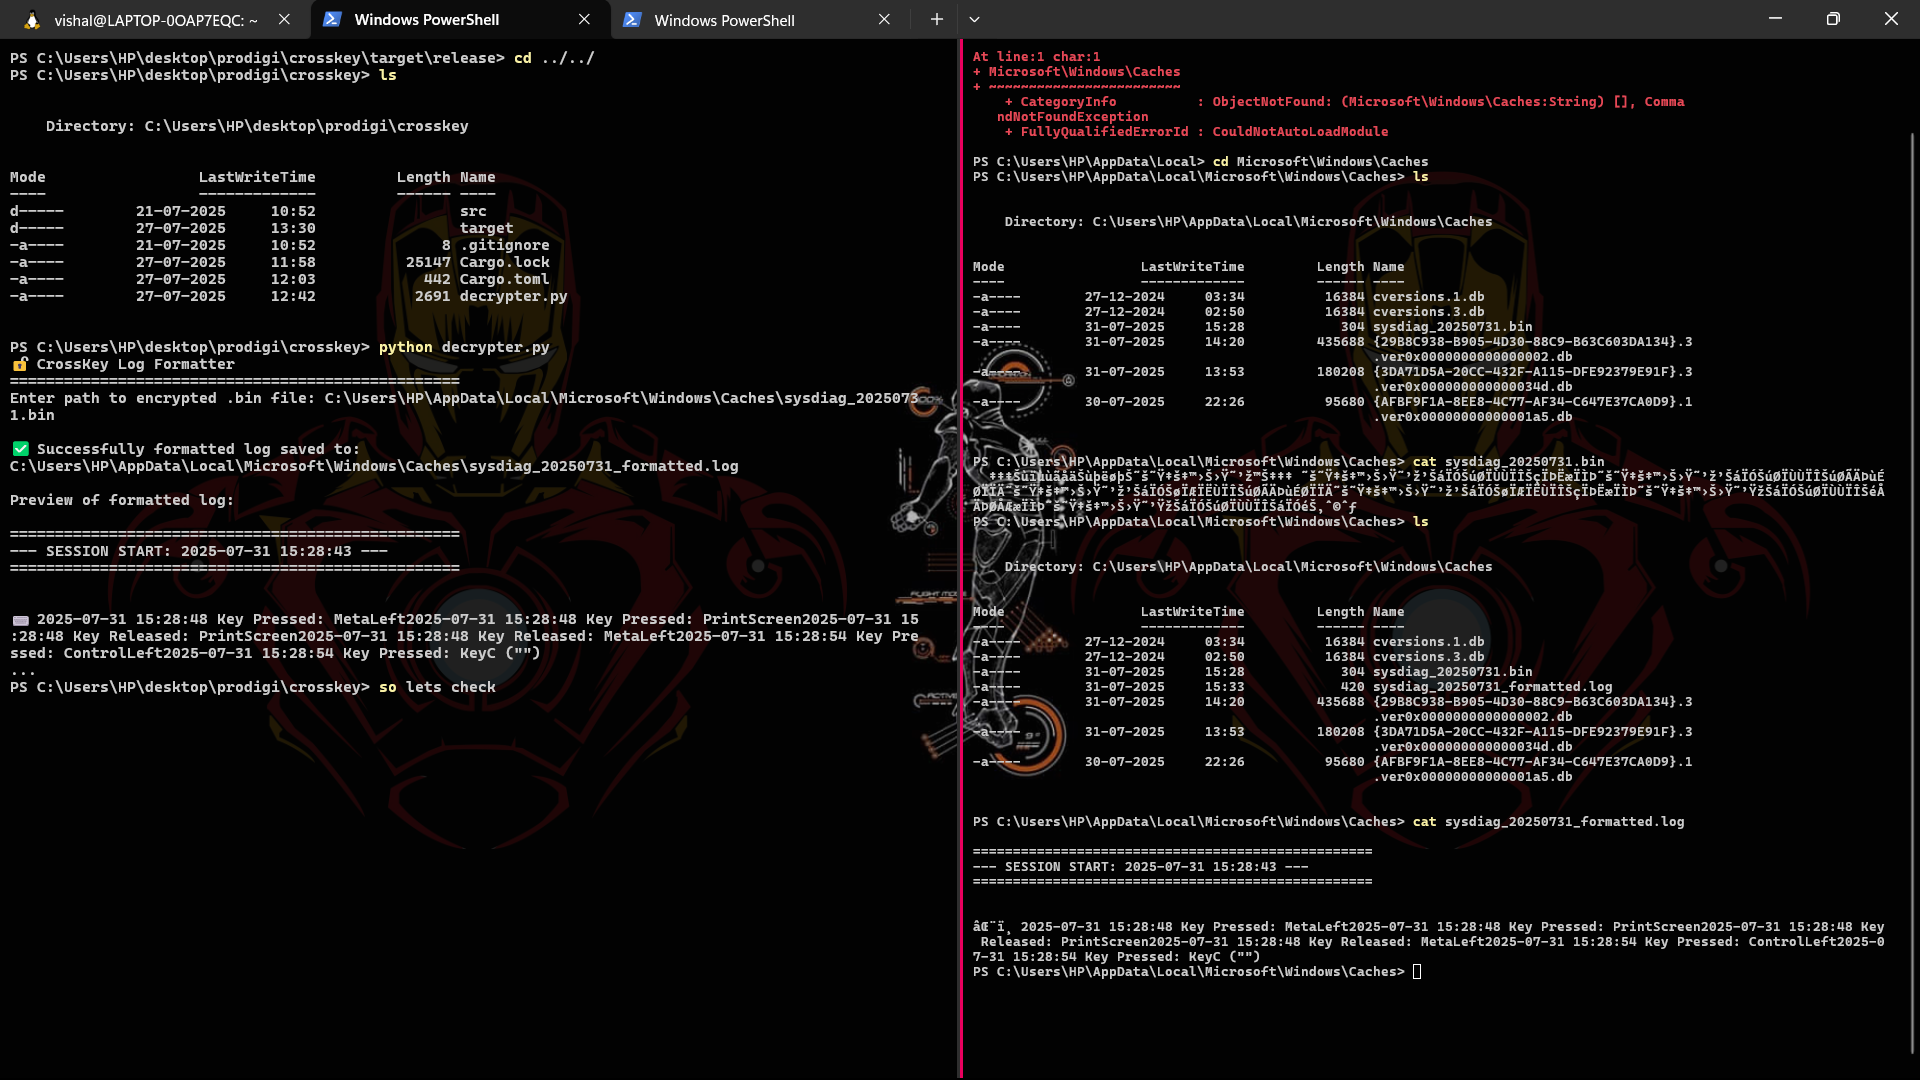 vishal@LAPTOP-0OAP7EQC: ~
Windows PowerShell
Windows PowerShell
PS C:\Users\HP\desktop\prodigi\crosskey\target\release> cd ../../
PS C:\Users\HP\desktop\prodigi\crosskey> ls
Directory: C:\Users\HP\desktop\prodigi\crosskey
Mode LastWriteTime Length Name
---- ------------- ------ ----
d----- 21-07-2025 10:52 src
d----- 27-07-2025 13:30 target
-a---- 21-07-2025 10:52 8 .gitignore
-a---- 27-07-2025 11:58 25147 Cargo.lock
-a---- 27-07-2025 12:03 442 Cargo.toml
-a---- 27-07-2025 12:42 2691 decrypter.py
PS C:\Users\HP\desktop\prodigi\crosskey> python decrypter.py
🔓 CrossKey Log Formatter
==================================================
Enter path to encrypted .bin file: C:\Users\HP\AppData\Local\Microsoft\Windows\Caches\sysdiag_2025073
1.bin
✅ Successfully formatted log saved to:
C:\Users\HP\AppData\Local\Microsoft\Windows\Caches\sysdiag_20250731_formatted.log
Preview of formatted log:
==================================================
--- SESSION START: 2025-07-31 15:28:43 ---
==================================================
⌨️ 2025-07-31 15:28:48 Key Pressed: MetaLeft2025-07-31 15:28:48 Key Pressed: PrintScreen2025-07-31 15
:28:48 Key Released: PrintScreen2025-07-31 15:28:48 Key Released: MetaLeft2025-07-31 15:28:54 Key Pre
ssed: ControlLeft2025-07-31 15:28:54 Key Pressed: KeyC ("")
...
PS C:\Users\HP\desktop\prodigi\crosskey> so lets check
At line:1 char:1
+ Microsoft\Windows\Caches
+ ~~~~~~~~~~~~~~~~~~~~~~~~
+ CategoryInfo : ObjectNotFound: (Microsoft\Windows\Caches:String) [], Comma
ndNotFoundException
+ FullyQualifiedErrorId : CouldNotAutoLoadModule
PS C:\Users\HP\AppData\Local> cd Microsoft\Windows\Caches
PS C:\Users\HP\AppData\Local\Microsoft\Windows\Caches> ls
Directory: C:\Users\HP\AppData\Local\Microsoft\Windows\Caches
Mode LastWriteTime Length Name
---- ------------- ------ ----
-a---- 27-12-2024 03:34 16384 cversions.1.db
-a---- 27-12-2024 02:50 16384 cversions.3.db
-a---- 31-07-2025 15:28 304 sysdiag_20250731.bin
-a---- 31-07-2025 14:20 435688 {29B8C938-B905-4D30-88C9-B63C603DA134}.3
.ver0x0000000000000002.db
-a---- 31-07-2025 13:53 180208 {3DA71D5A-20CC-432F-A115-DFE92379E91F}.3
.ver0x000000000000034d.db
-a---- 30-07-2025 22:26 95680 {AFBF9F1A-8EE8-4C77-AF34-C647E37CA0D9}.1
.ver0x00000000000001a5.db
PS C:\Users\HP\AppData\Local\Microsoft\Windows\Caches> cat sysdiag_20250731.bin
PS C:\Users\HP\AppData\Local\Microsoft\Windows\Caches> ls
Directory: C:\Users\HP\AppData\Local\Microsoft\Windows\Caches
Mode LastWriteTime Length Name
---- ------------- ------ ----
-a---- 27-12-2024 03:34 16384 cversions.1.db
-a---- 27-12-2024 02:50 16384 cversions.3.db
-a---- 31-07-2025 15:28 304 sysdiag_20250731.bin
-a---- 31-07-2025 15:33 420 sysdiag_20250731_formatted.log
-a---- 31-07-2025 14:20 435688 {29B8C938-B905-4D30-88C9-B63C603DA134}.3
.ver0x0000000000000002.db
-a---- 31-07-2025 13:53 180208 {3DA71D5A-20CC-432F-A115-DFE92379E91F}.3
.ver0x000000000000034d.db
-a---- 30-07-2025 22:26 95680 {AFBF9F1A-8EE8-4C77-AF34-C647E37CA0D9}.1
.ver0x00000000000001a5.db
PS C:\Users\HP\AppData\Local\Microsoft\Windows\Caches> cat sysdiag_20250731_formatted.log
==================================================
--- SESSION START: 2025-07-31 15:28:43 ---
==================================================
âŒ¨ï¸ 2025-07-31 15:28:48 Key Pressed: MetaLeft2025-07-31 15:28:48 Key Pressed: PrintScreen2025-07-31 15:28:48 Key
Released: PrintScreen2025-07-31 15:28:48 Key Released: MetaLeft2025-07-31 15:28:54 Key Pressed: ControlLeft2025-0
7-31 15:28:54 Key Pressed: KeyC ("")
PS C:\Users\HP\AppData\Local\Microsoft\Windows\Caches>